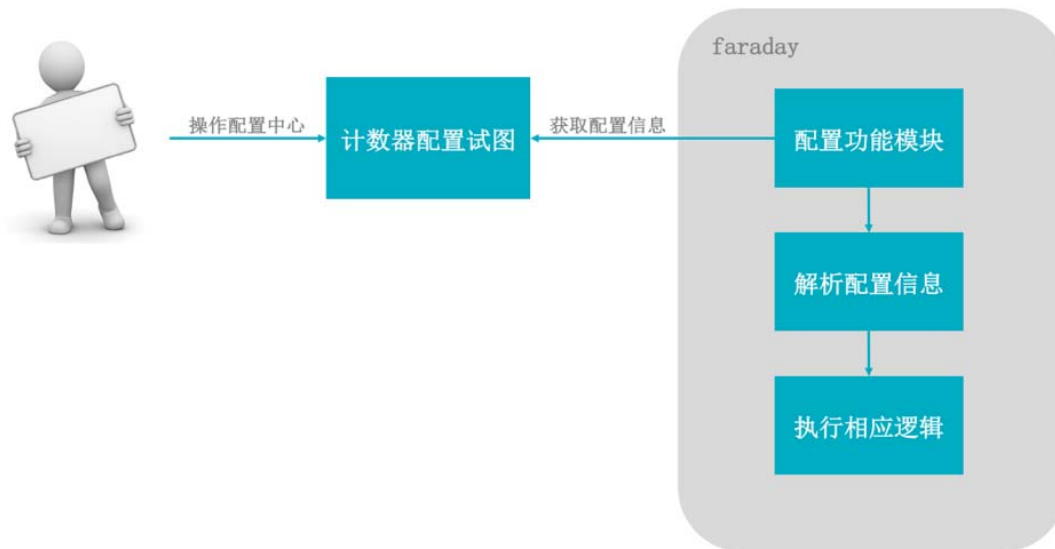 faraday
操作配置中心
计数器配置试图
获取配置信息
配置功能模块
解析配置信息
执行相应逻辑